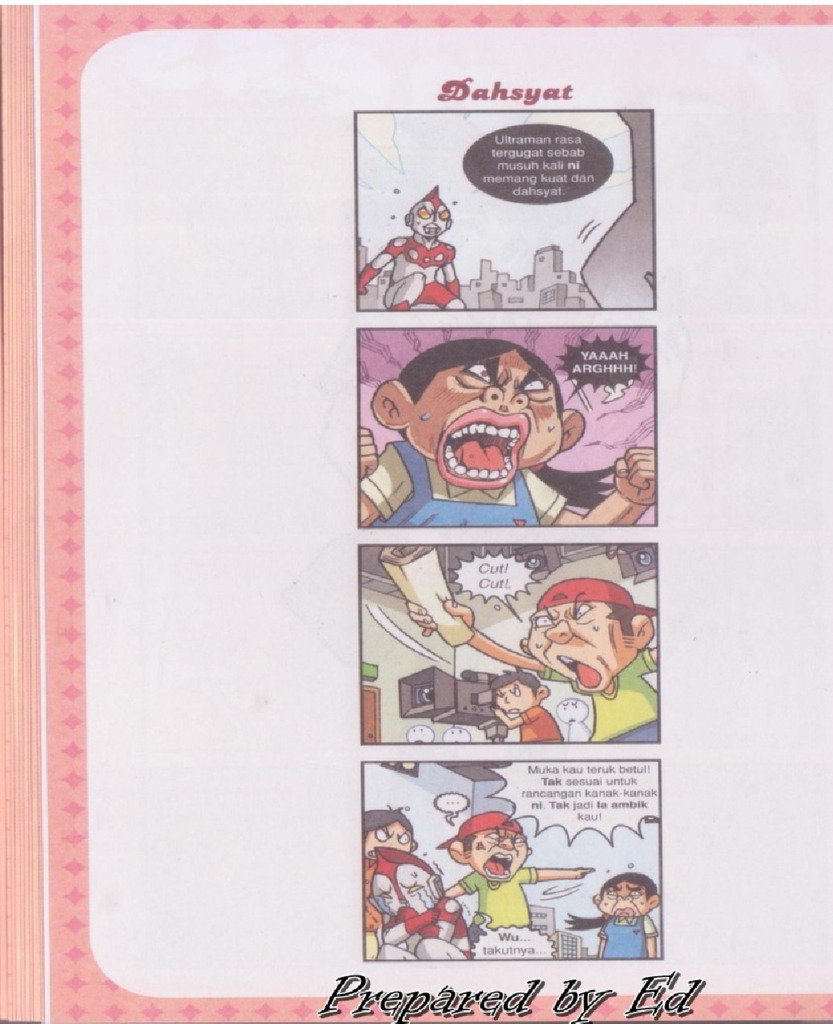 Dahsyat
Ultraman rasa
tergugat sebab
musuh kali ni
memang kuat dan
dahsyat.
YAAAH
ARGHHH!
Cut!
Cut!.
Muka kau teruk betul!
Tak sesuai untuk
rancangan kanak-kanak
ni. Tak jadi la ambik
kau!
...
Wu...
takutnya...
Prepared by Ed